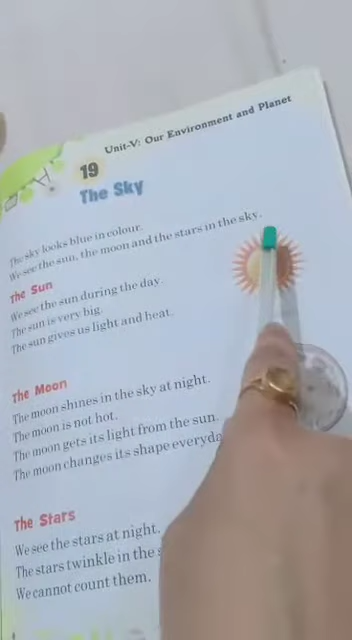 Unit-V: Our Environment and Planet
19
The Sky
The sky looks blue in colour.
We see the sun, the moon and the stars in the sky.
The Sun
We see the sun during the day.
The sun is very big.
The sun gives us light and heat.
The Moon
The moon shines in the sky at night.
The moon is not hot.
The moon gets its light from the sun.
The moon changes its shape
The Stars
We see the stars at night.
The stars twinkle in the
We cannot count them.